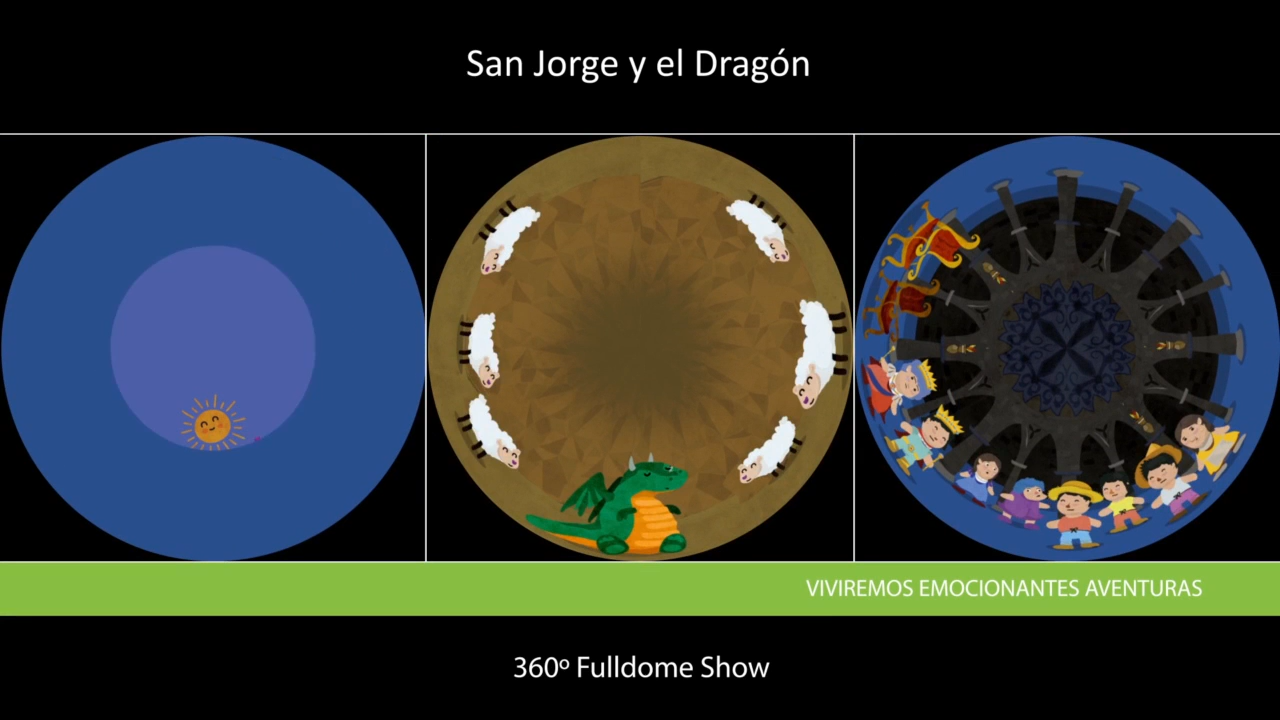 San Jorge y el Dragón
VIVIREMOS EMOCIONANTES AVENTURAS
360º Fulldome Show